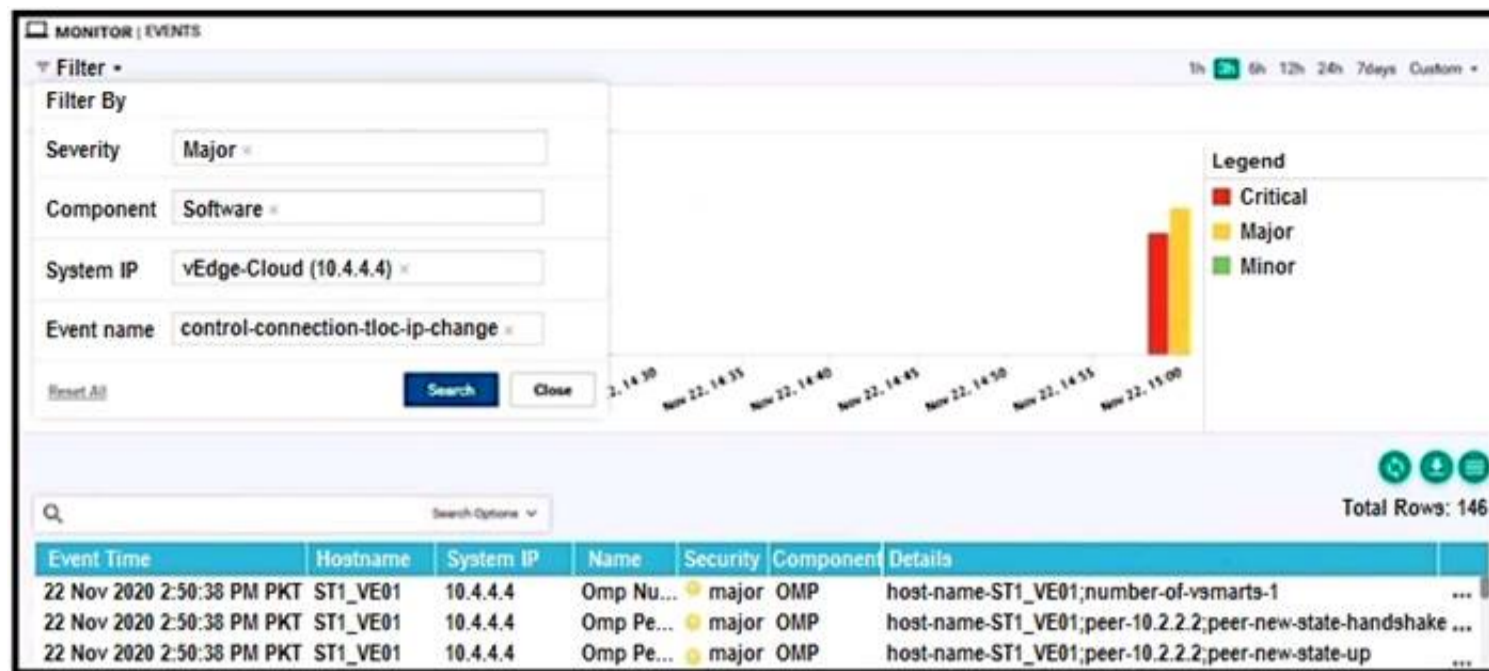 MONITOR | EVENTS
Filter
1h 3h 6h 12h 24h 7days Custom
Filter By
Severity Major ×
Component Software ×
System IP vEdge-Cloud (10.4.4.4) ×
Event name control-connection-tloc-ip-change ×
Reset All Search Close
Legend
Critical
Major
Minor
2, 14:30 Nov 22, 14:35 Nov 22, 14:40 Nov 22, 14:45 Nov 22, 14:50 Nov 22, 14:55 Nov 22, 15:00
Search Options
Total Rows: 146
Event Time Hostname System IP Name Security Component Details
22 Nov 2020 2:50:38 PM PKT ST1_VE01 10.4.4.4 Omp Nu... major OMP host-name-ST1_VE01;number-of-vsmarts-1 ...
22 Nov 2020 2:50:38 PM PKT ST1_VE01 10.4.4.4 Omp Pe... major OMP host-name-ST1_VE01;peer-10.2.2.2;peer-new-state-handshake ...
22 Nov 2020 2:50:38 PM PKT ST1_VE01 10.4.4.4 Omp Pe... major OMP host-name-ST1_VE01;peer-10.2.2.2;peer-new-state-up ...